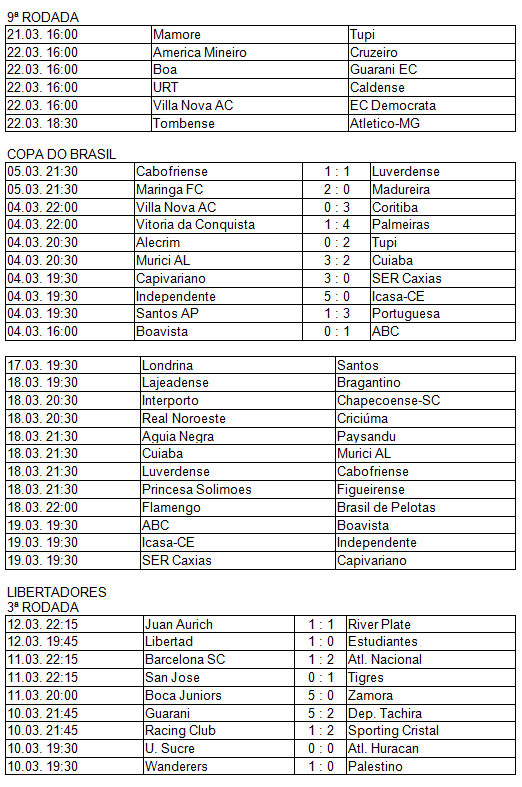 9ª RODADA
21.03. 16:00 Mamore Tupi
22.03. 16:00 America Mineiro Cruzeiro
22.03. 16:00 Boa Guarani EC
22.03. 16:00 URT Caldense
22.03. 16:00 Villa Nova AC EC Democrata
22.03. 18:30 Tombense Atletico-MG
COPA DO BRASIL
05.03. 21:30 Cabofriense 1 : 1 Luverdense
05.03. 21:30 Maringa FC 2 : 0 Madureira
04.03. 22:00 Villa Nova AC 0 : 3 Coritiba
04.03. 22:00 Vitoria da Conquista 1 : 4 Palmeiras
04.03. 20:30 Alecrim 0 : 2 Tupi
04.03. 20:30 Murici AL 3 : 2 Cuiaba
04.03. 19:30 Capivariano 3 : 0 SER Caxias
04.03. 19:30 Independente 5 : 0 Icasa-CE
04.03. 19:30 Santos AP 1 : 3 Portuguesa
04.03. 16:00 Boavista 0 : 1 ABC
17.03. 19:30 Londrina Santos
18.03. 19:30 Lajeadense Bragantino
18.03. 20:30 Interporto Chapecoense-SC
18.03. 20:30 Real Noroeste Criciúma
18.03. 21:30 Aguia Negra Paysandu
18.03. 21:30 Cuiaba Murici AL
18.03. 21:30 Luverdense Cabofriense
18.03. 21:30 Princesa Solimoes Figueirense
18.03. 22:00 Flamengo Brasil de Pelotas
19.03. 19:30 ABC Boavista
19.03. 19:30 Icasa-CE Independente
19.03. 19:30 SER Caxias Capivariano
LIBERTADORES
3ª RODADA
12.03. 22:15 Juan Aurich 1 : 1 River Plate
12.03. 19:45 Libertad 1 : 0 Estudiantes
11.03. 22:15 Barcelona SC 1 : 2 Atl. Nacional
11.03. 22:15 San Jose 0 : 1 Tigres
11.03. 20:00 Boca Juniors 5 : 0 Zamora
10.03. 21:45 Guarani 5 : 2 Dep. Tachira
10.03. 21:45 Racing Club 1 : 2 Sporting Cristal
10.03. 19:30 U. Sucre 0 : 0 Atl. Huracan
10.03. 19:30 Wanderers 1 : 0 Palestino